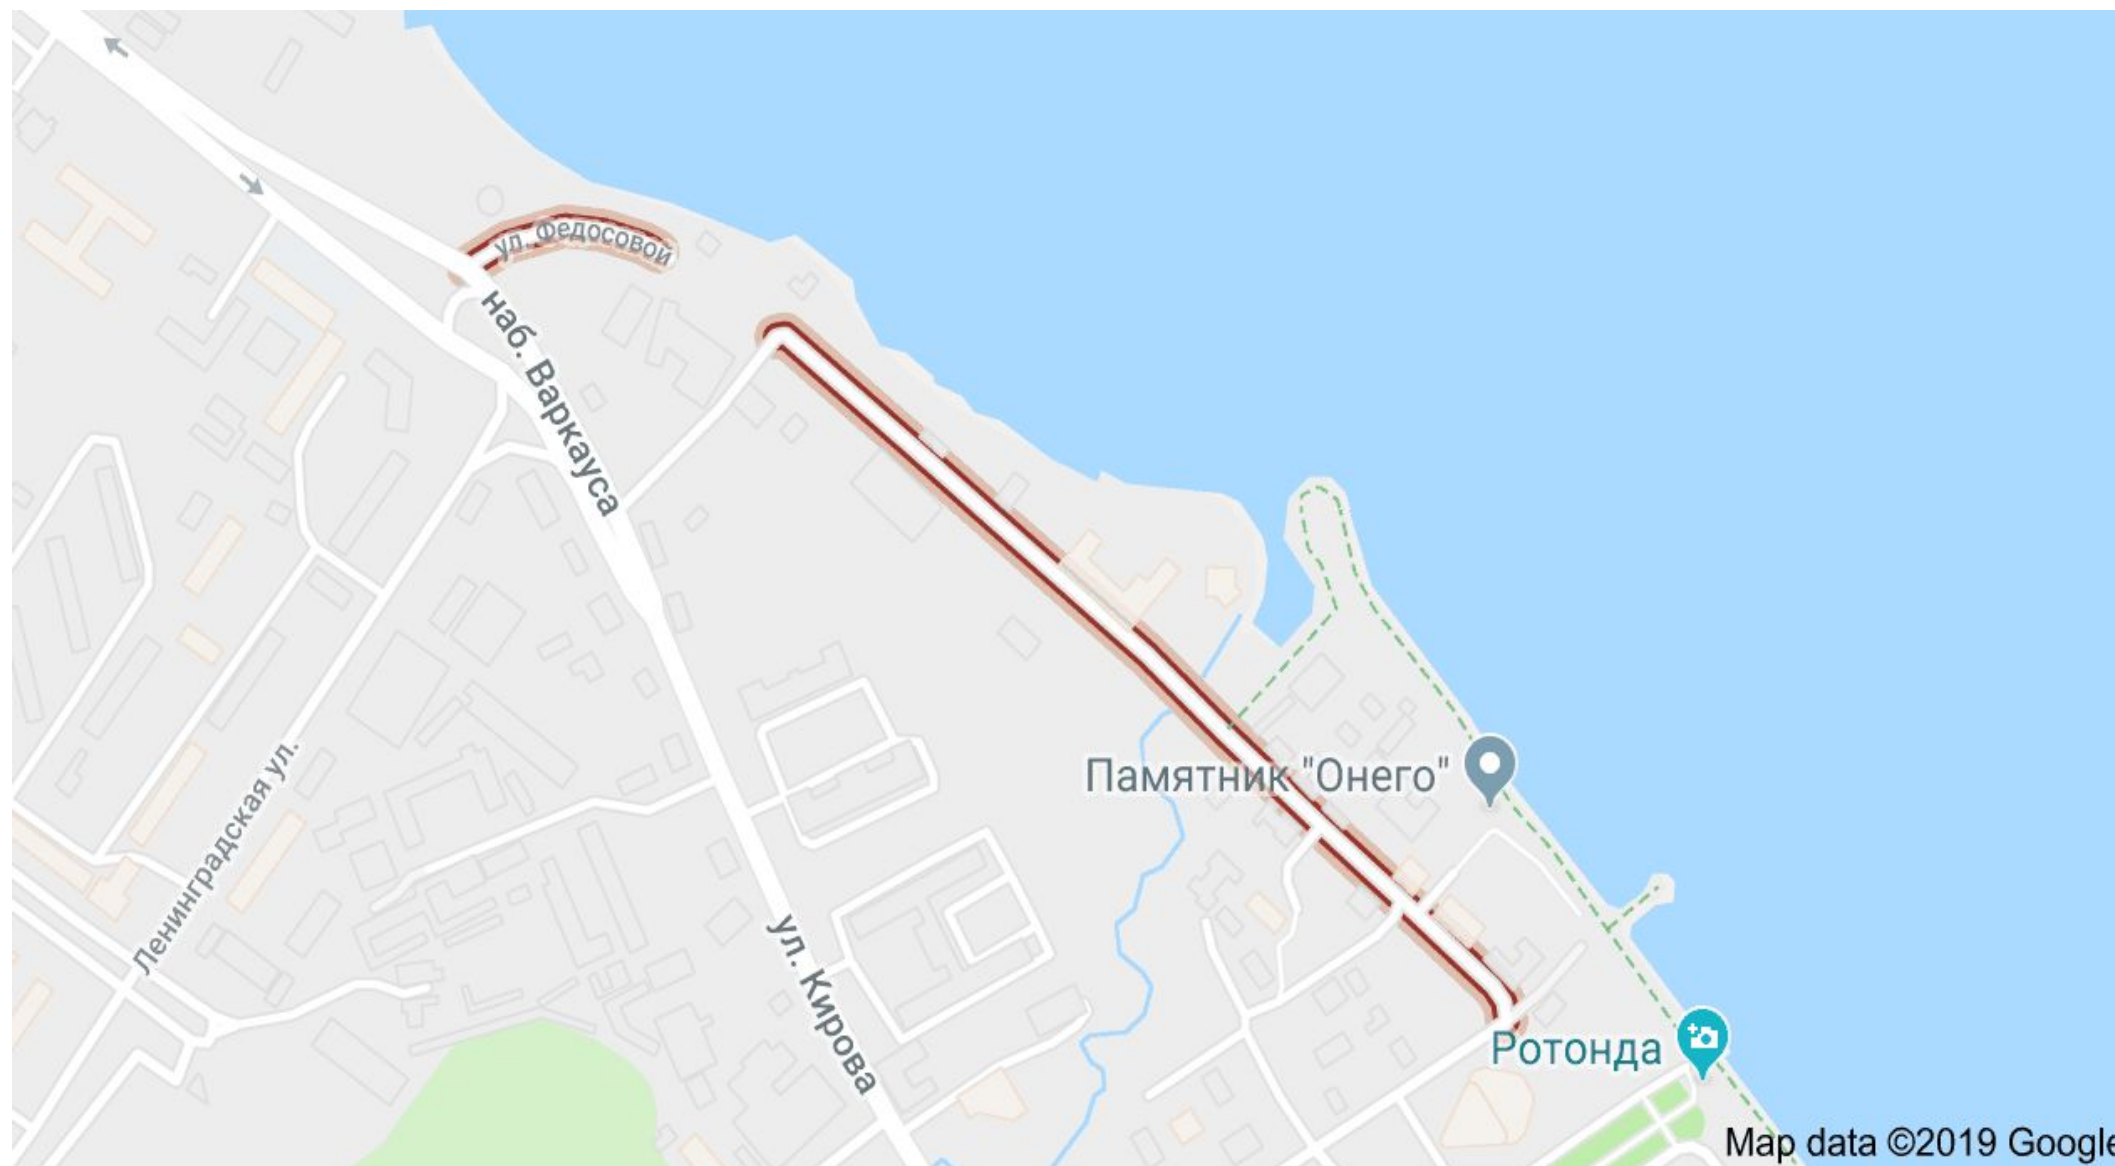 ул. Федосовой
наб. Варкауса
Памятник "Онего"
Ленинградская ул.
ул. Кирова
Ротонда
Map data ©2019 Google